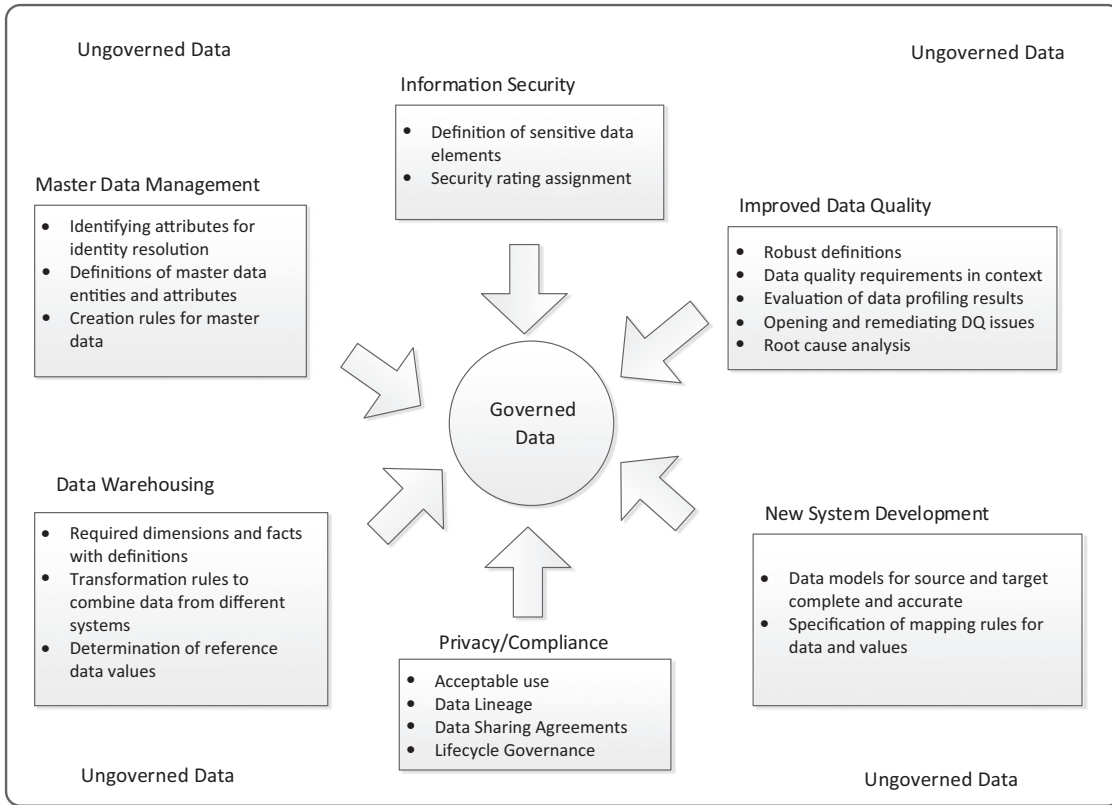 Ungoverned Data
Ungoverned Data
Information Security
• Definition of sensitive data
elements
• Security rating assignment
Master Data Management
• Identifying attributes for
identity resolution
• Definitions of master data
entities and attributes
• Creation rules for master
data
Improved Data Quality
• Robust definitions
• Data quality requirements in context
• Evaluation of data profiling results
• Opening and remediating DQ issues
• Root cause analysis
Governed
Data
Data Warehousing
• Required dimensions and facts
with definitions
• Transformation rules to
combine data from different
systems
• Determination of reference
data values
New System Development
• Data models for source and target
complete and accurate
• Specification of mapping rules for
data and values
Privacy/Compliance
• Acceptable use
• Data Lineage
• Data Sharing Agreements
• Lifecycle Governance
Ungoverned Data
Ungoverned Data